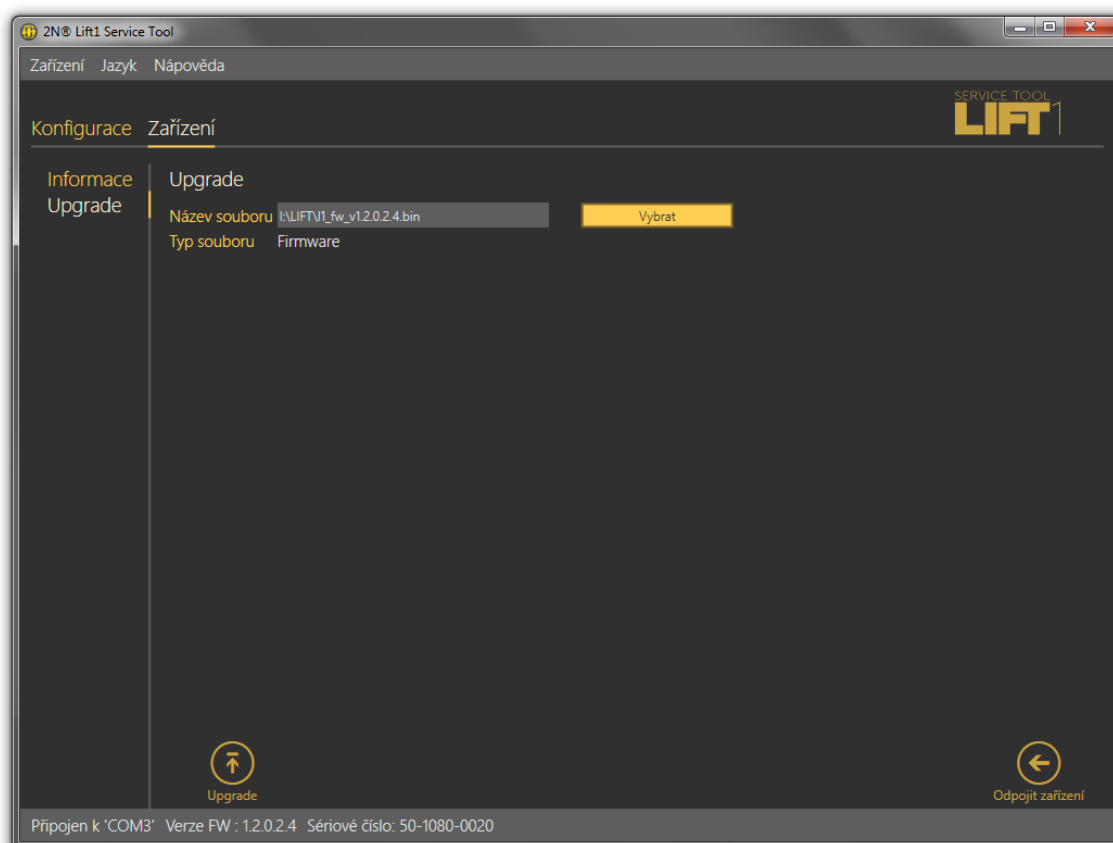 2N® Lift1 Service Tool
Zařízení Jazyk Nápověda
SERVICE TOOL
LIFT1
Konfigurace Zařízení
Informace
Upgrade
Upgrade
Název souboru I:\LIFT\l1_fw_v1.2.0.2.4.bin Vybrat
Typ souboru Firmware
Upgrade
Odpojit zařízení
Připojen k 'COM3' Verze FW : 1.2.0.2.4 Sériové číslo: 50-1080-0020